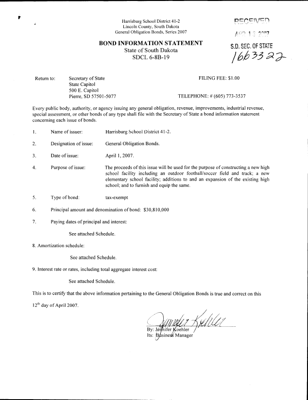 Harrisburg School District 41-2
Lincoln County, South Dakota
General Obligation Bonds, Series 2007
RECEIVED
BOND INFORMATION STATEMENT
State of South Dakota
SDCL 6-8B-19
S.D. SEC. OF STATE
1663322
Return to: Secretary of State FILING FEE: $1.00
State Capitol
500 E. Capitol
Pierre, SD 57501-5077 TELEPHONE: # (605) 773-3537
Every public body, authority, or agency issuing any general obligation, revenue, improvements, industrial revenue,
special assessment, or other bonds of any type shall file with the Secretary of State a bond information statement
concerning each issue of bonds.
1. Name of issuer: Harrisburg School District 41-2.
2. Designation of issue: General Obligation Bonds.
3. Date of issue: April 1, 2007.
4. Purpose of issue: The proceeds of this issue will be used for the purpose of constructing a new high
school facility including an outdoor football/soccer field and track; a new
elementary school facility; additions to and an expansion of the existing high
school; and to furnish and equip the same.
5. Type of bond: tax-exempt
6. Principal amount and denomination of bond: $30,810,000
7. Paying dates of principal and interest:
See attached Schedule.
8. Amortization schedule:
See attached Schedule.
9. Interest rate or rates, including total aggregate interest cost:
See attached Schedule.
This is to certify that the above information pertaining to the General Obligation Bonds is true and correct on this
12th day of April 2007.
Jennifer Koehler
By: Jennifer Koehler
Its: Business Manager